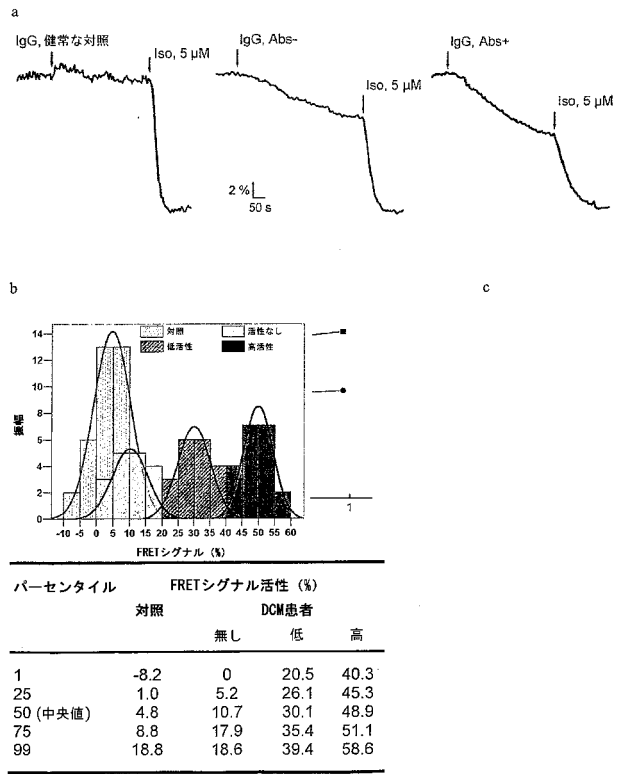 a
IgG, 健常な対照
Iso, 5 µM
IgG, Abs−
Iso, 5 µM
IgG, Abs+
Iso, 5 µM
2 %
50 s
b
c
対照
活性なし
低活性
高活性
振幅
14
12
10
8
6
4
2
0
-10 -5 0 5 10 15 20 25 30 35 40 45 50 55 60
FRETシグナル (%)
1
パーセンタイル FRETシグナル活性 (%)
対照 DCM患者
無し 低 高
1 -8.2 0 20.5 40.3
25 1.0 5.2 26.1 45.3
50 (中央値) 4.8 10.7 30.1 48.9
75 8.8 17.9 35.4 51.1
99 18.8 18.6 39.4 58.6